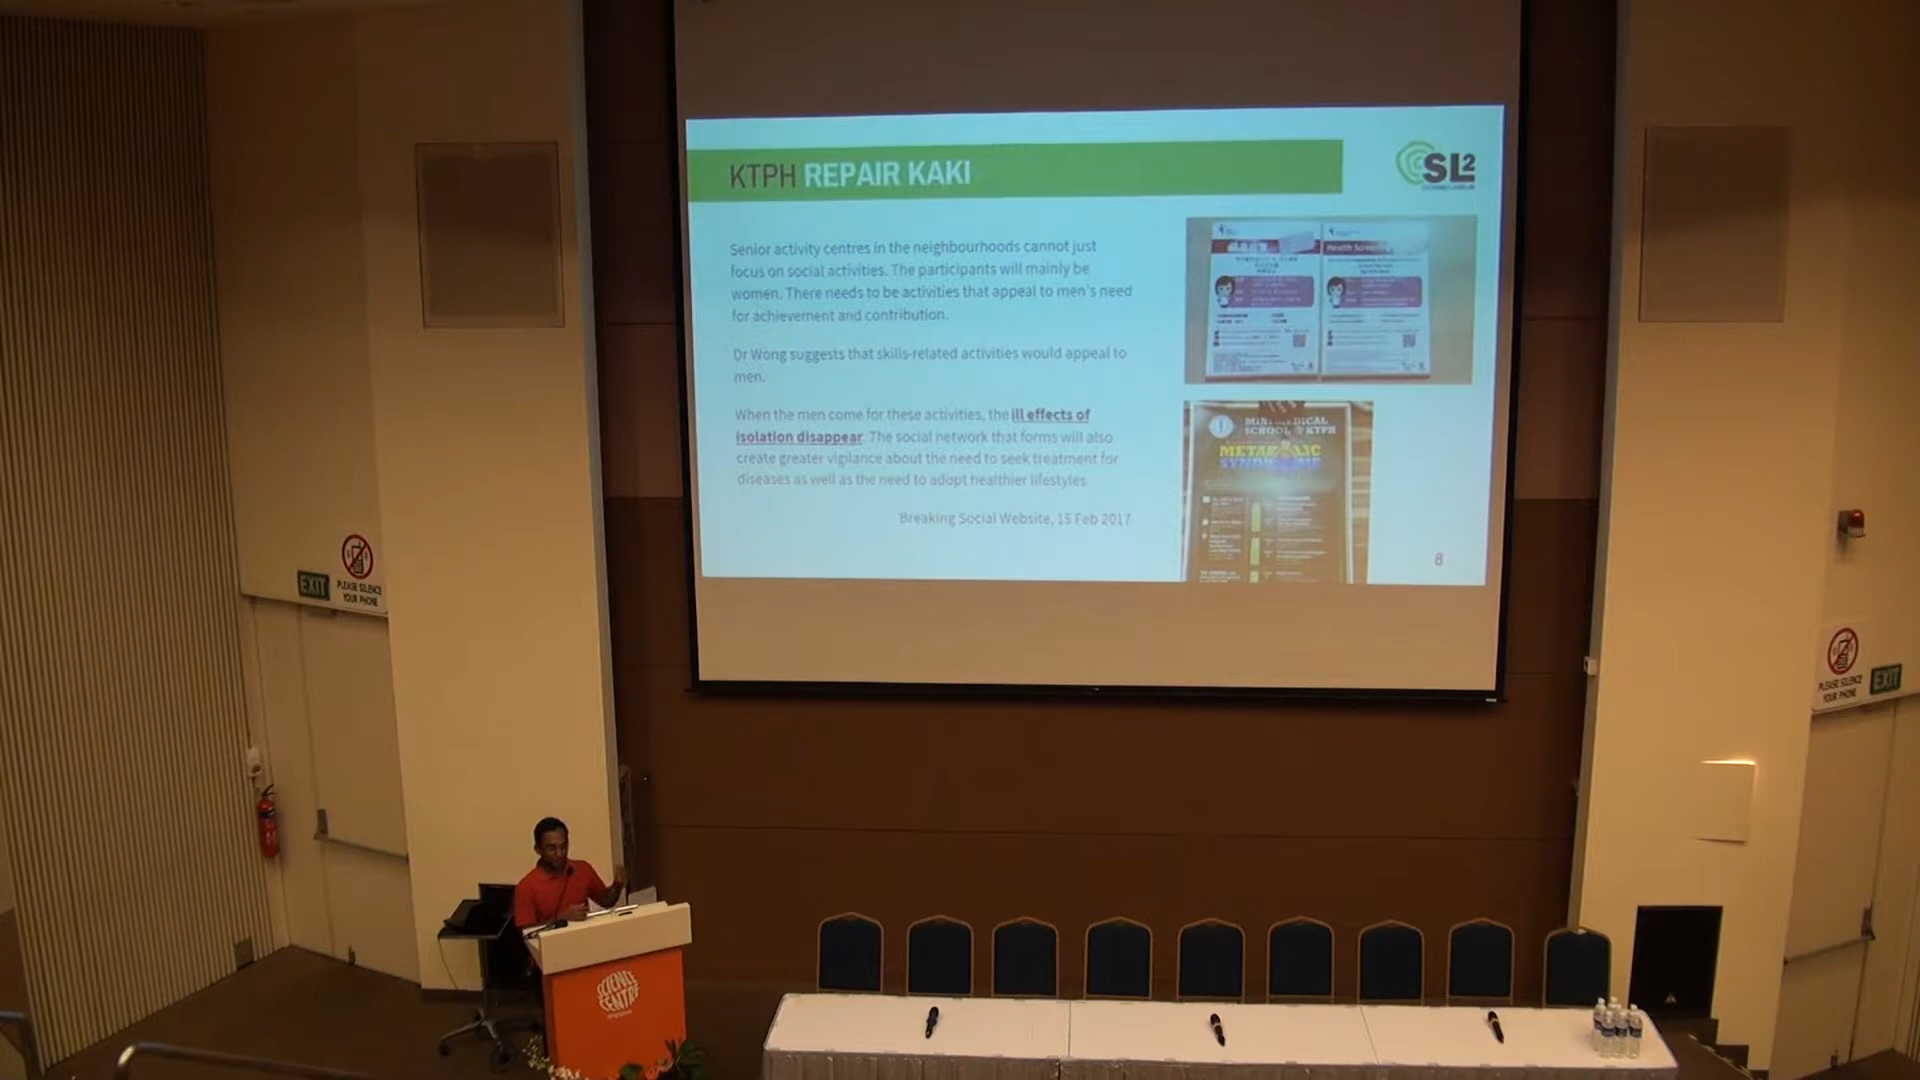 KTPH REPAIR KAKI
SL2
Senior activity centres in the neighbourhoods cannot just
focus on social activities. The participants will mainly be
women. There needs to be activities that appeal to men's need
for achievement and contribution.
Dr Wong suggests that skills-related activities would appeal to
men.
When the men come for these activities, the ill effects of
isolation disappear. The social network that forms will also
create greater vigilance about the need to seek treatment for
diseases as well as the need to adopt healthier lifestyles
Breaking Social Website, 15 Feb 2017
Health Screening
MINI MEDICAL
SCHOOL @ KTPH
METABOLIC
SYNDROME
8
EXIT
PLEASE SILENCE
YOUR PHONE
PLEASE SILENCE
YOUR PHONE
EXIT
SCIENCE
CENTRE